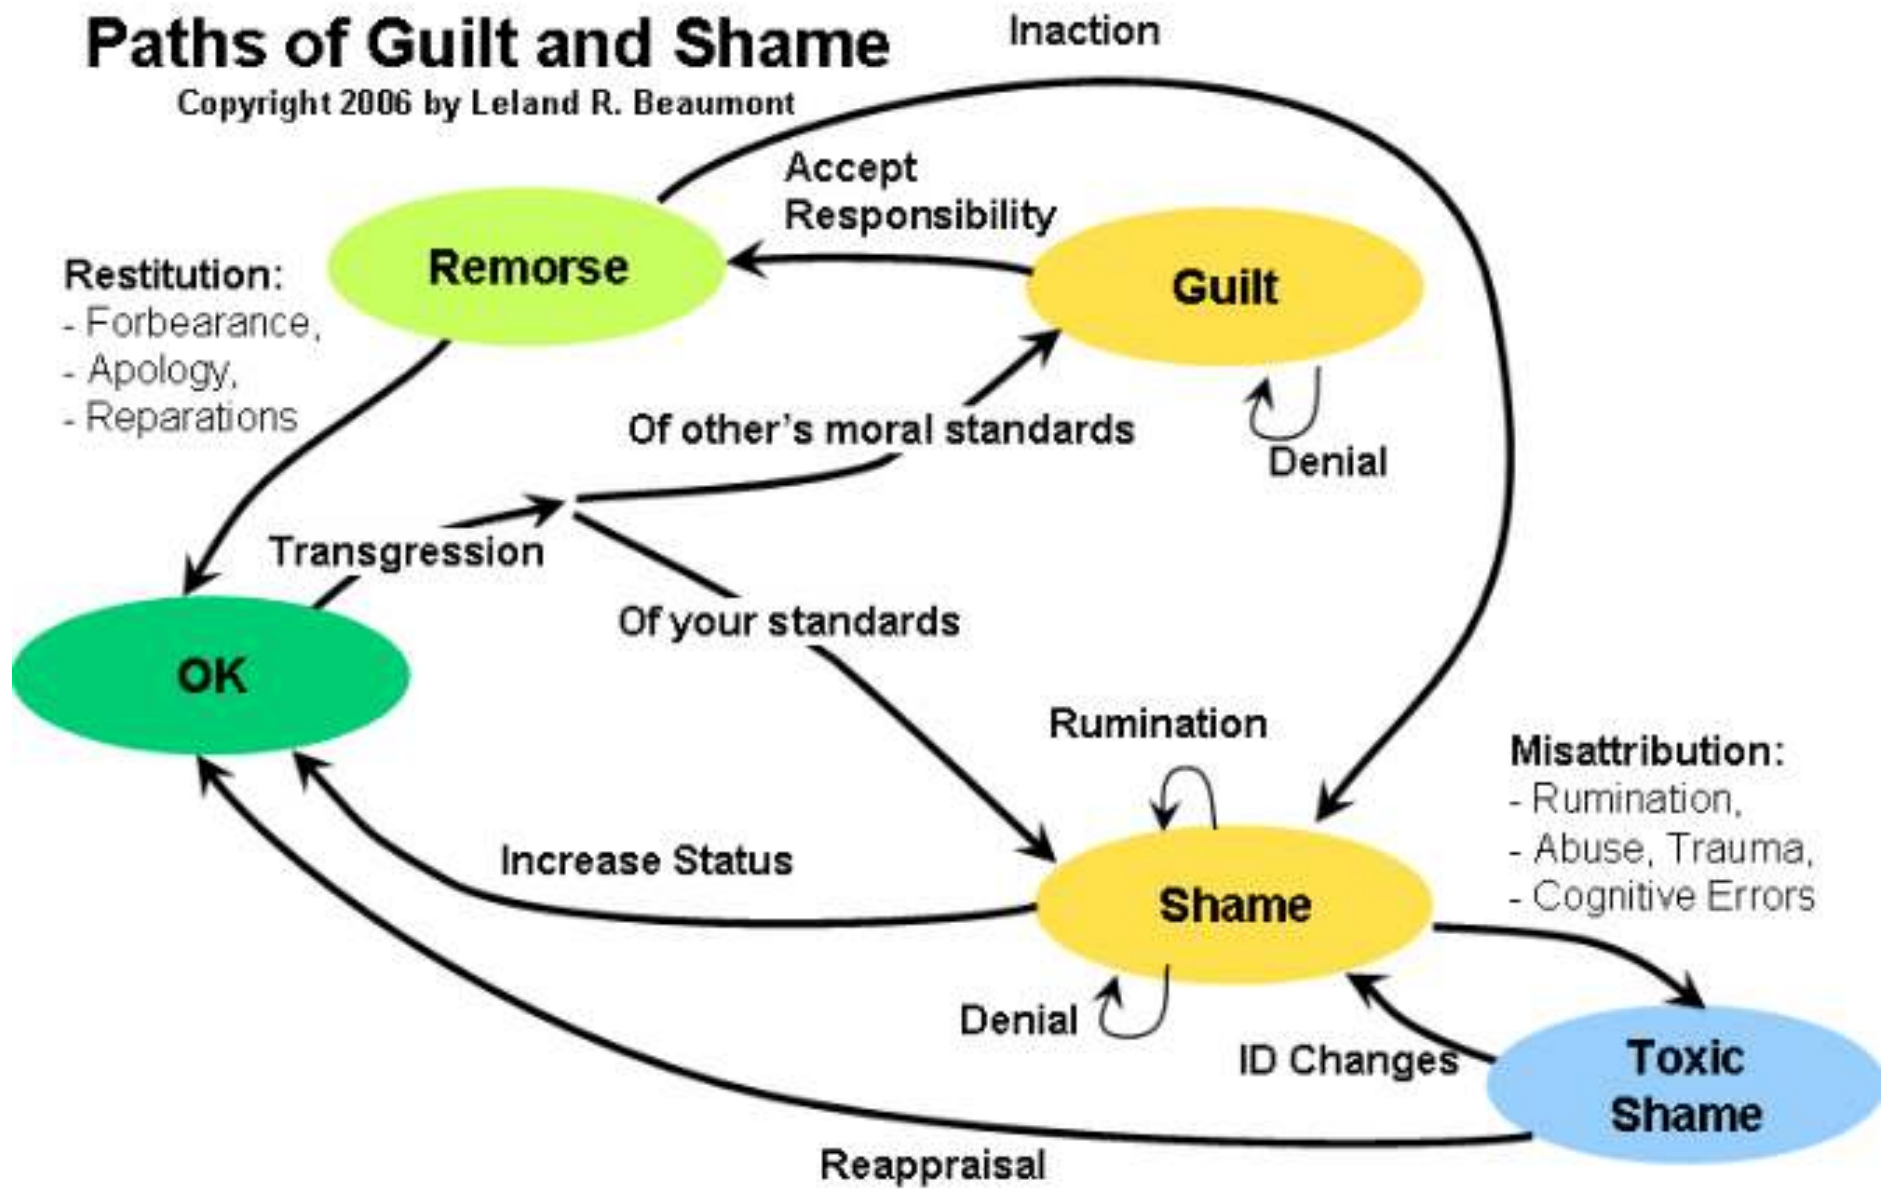 Paths of Guilt and Shame
Copyright 2006 by Leland R. Beaumont
Inaction
Accept
Responsibility
Remorse
Guilt
Restitution:
- Forbearance,
- Apology,
- Reparations
Of other's moral standards
Denial
Transgression
Of your standards
OK
Rumination
Misattribution:
- Rumination,
- Abuse, Trauma,
- Cognitive Errors
Increase Status
Shame
Denial
ID Changes
Toxic
Shame
Reappraisal